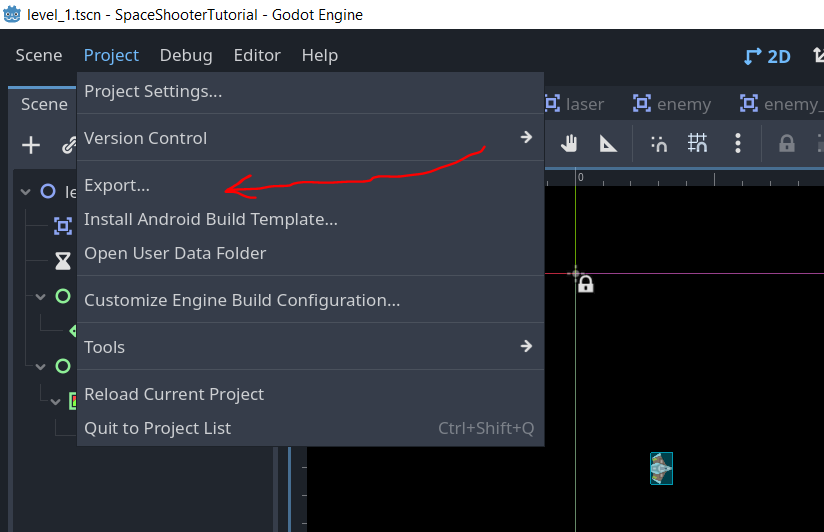 level_1.tscn - SpaceShooterTutorial - Godot Engine
Scene Project Debug Editor Help 2D
Project Settings...
Scene laser enemy enemy_
Version Control
Export...
0
le
Install Android Build Template...
Open User Data Folder
Customize Engine Build Configuration...
Tools
Reload Current Project
Quit to Project List Ctrl+Shift+Q